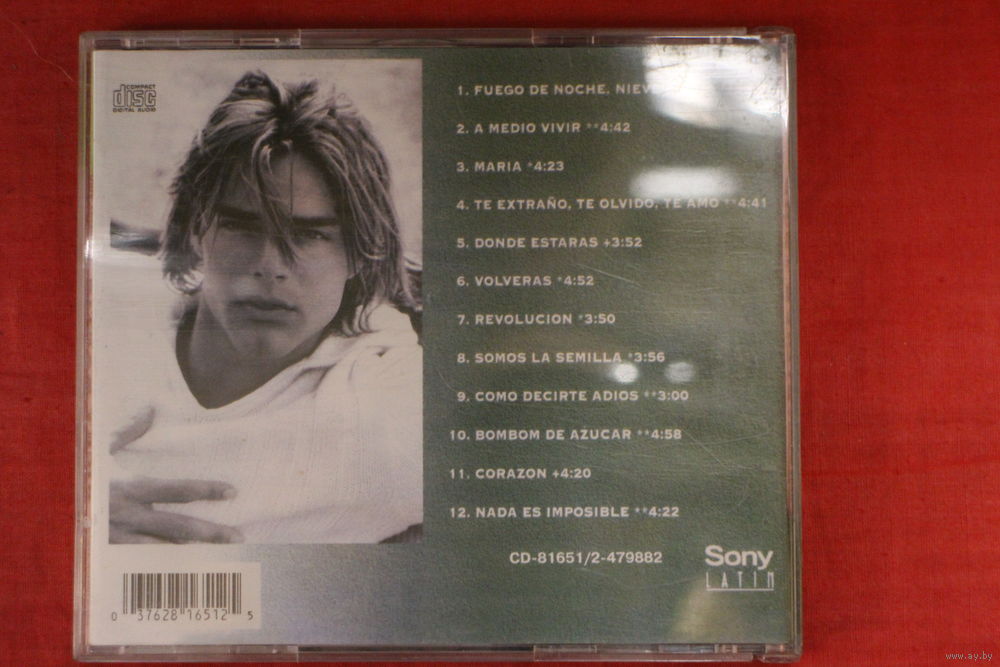 COMPACT
disc
DIGITAL AUDIO
1. FUEGO DE NOCHE, NIEVE
2. A MEDIO VIVIR **4:42
3. MARIA *4:23
4. TE EXTRAÑO, TE OLVIDO, TE AMO **4:41
5. DONDE ESTARAS +3:52
6. VOLVERAS *4:52
7. REVOLUCION *3:50
8. SOMOS LA SEMILLA *3:56
9. COMO DECIRTE ADIOS **3:00
10. BOMBOM DE AZUCAR **4:58
11. CORAZON +4:20
12. NADA ES IMPOSIBLE **4:22
CD-81651/2-479882
Sony
LATIN
0 37628 16512 5
www.ay.by